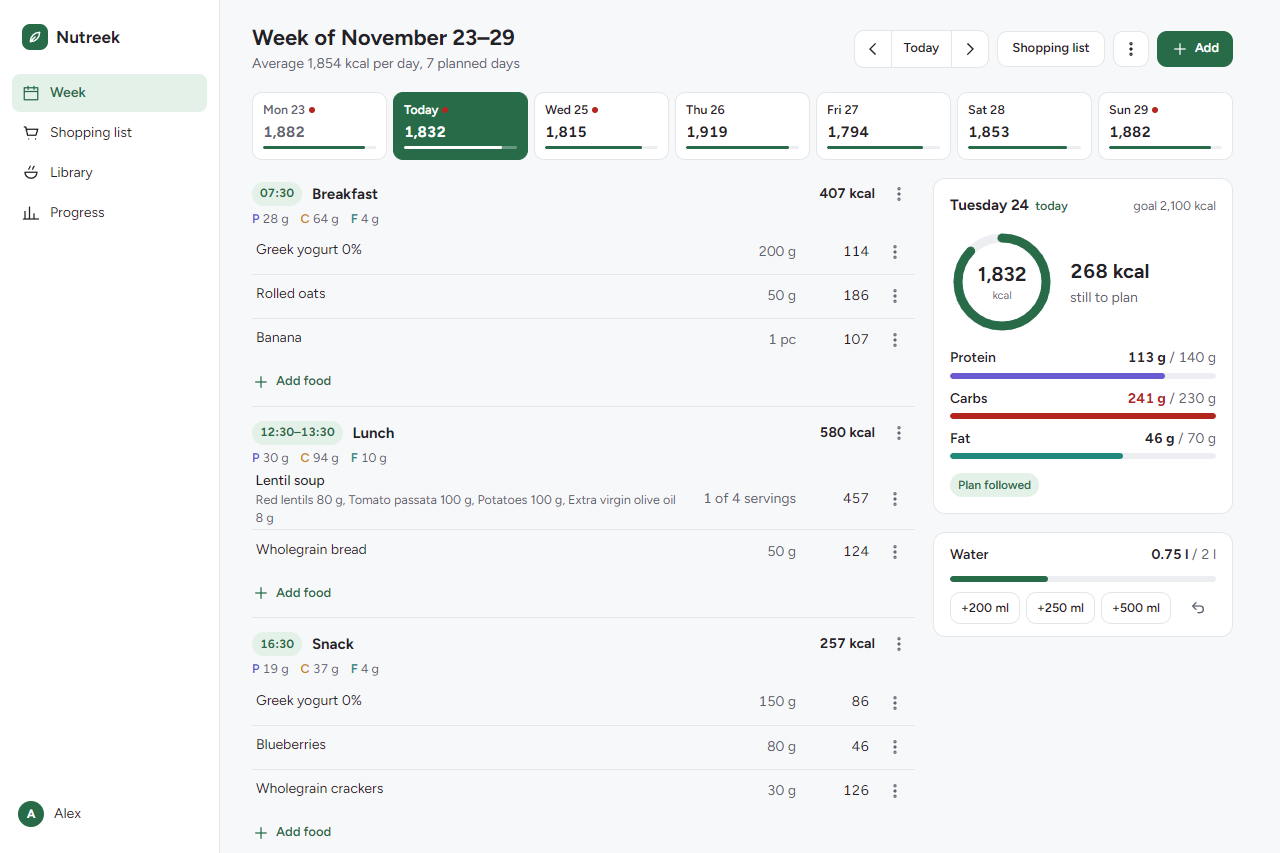 Nutreek
Week
Shopping list
Library
Progress
A Alex
Week of November 23–29
Average 1,854 kcal per day, 7 planned days
Today
Shopping list
Add
Mon 23
1,882
Today
1,832
Wed 25
1,815
Thu 26
1,919
Fri 27
1,794
Sat 28
1,853
Sun 29
1,882
07:30 Breakfast 407 kcal
P 28 g C 64 g F 4 g
Greek yogurt 0% 200 g 114
Rolled oats 50 g 186
Banana 1 pc 107
Add food
12:30–13:30 Lunch 580 kcal
P 30 g C 94 g F 10 g
Lentil soup
Red lentils 80 g, Tomato passata 100 g, Potatoes 100 g, Extra virgin olive oil
8 g
1 of 4 servings 457
Wholegrain bread 50 g 124
Add food
16:30 Snack 257 kcal
P 19 g C 37 g F 4 g
Greek yogurt 0% 150 g 86
Blueberries 80 g 46
Wholegrain crackers 30 g 126
Add food
Tuesday 24 today goal 2,100 kcal
1,832
kcal
268 kcal
still to plan
Protein 113 g / 140 g
Carbs 241 g / 230 g
Fat 46 g / 70 g
Plan followed
Water 0.75 l / 2 l
+200 ml +250 ml +500 ml